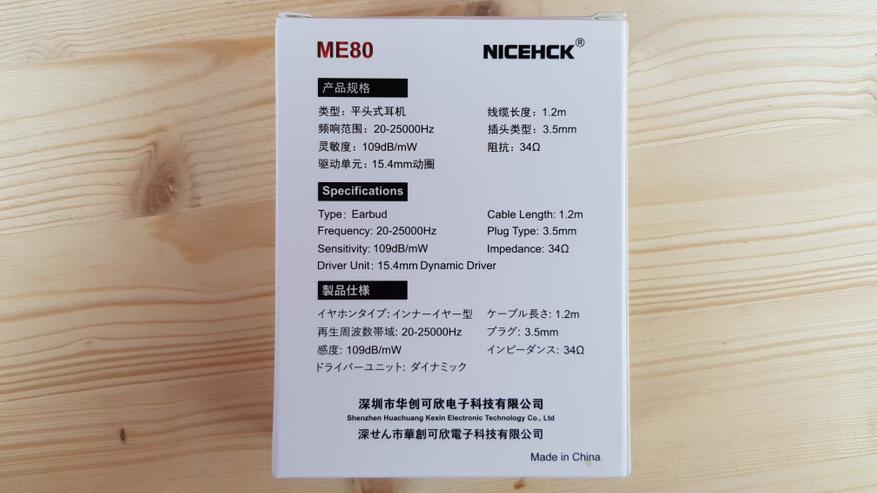 ME80 NICEHCK®
产品规格
类型：平头式耳机 线缆长度：1.2m
频响范围：20-25000Hz 插头类型：3.5mm
灵敏度：109dB/mW 阻抗：34Ω
驱动单元：15.4mm动圈
Specifications
Type: Earbud Cable Length: 1.2m
Frequency: 20-25000Hz Plug Type: 3.5mm
Sensitivity: 109dB/mW Impedance: 34Ω
Driver Unit: 15.4mm Dynamic Driver
製品仕様
イヤホンタイプ: インナーイヤー型 ケーブル長さ: 1.2m
再生周波数帯域: 20-25000Hz プラグ: 3.5mm
感度: 109dB/mW インピーダンス: 34Ω
ドライバーユニット: ダイナミック
深圳市华创可欣电子科技有限公司
Shenzhen Huachuang Kexin Electronic Technology Co., Ltd
深せん市華創可欣電子科技有限公司
Made in China